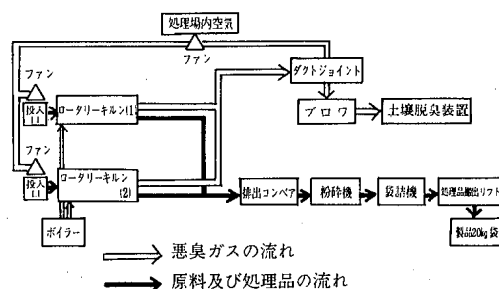 処理場内空気
ファン
ファン
ダクトジョイント
投入口
ロータリーキルン(1)
ブロワ
土壌脱臭装置
ファン
投入口
ロータリーキルン
(2)
排出コンベア
粉砕機
袋詰機
処理品搬出リフト
ボイラー
製品20kg袋
悪臭ガスの流れ
原料及び処理品の流れ